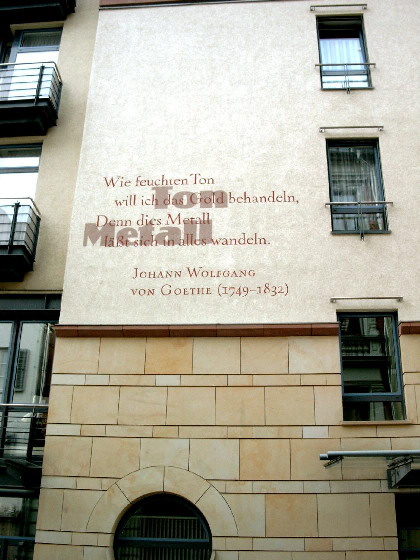 Wie feuchten Ton
will ich das Gold behandeln,
Denn dies Metall
läßt sich in alles wandeln.
Ton
Metall
Johann Wolfgang
von Goethe (1749–1832)